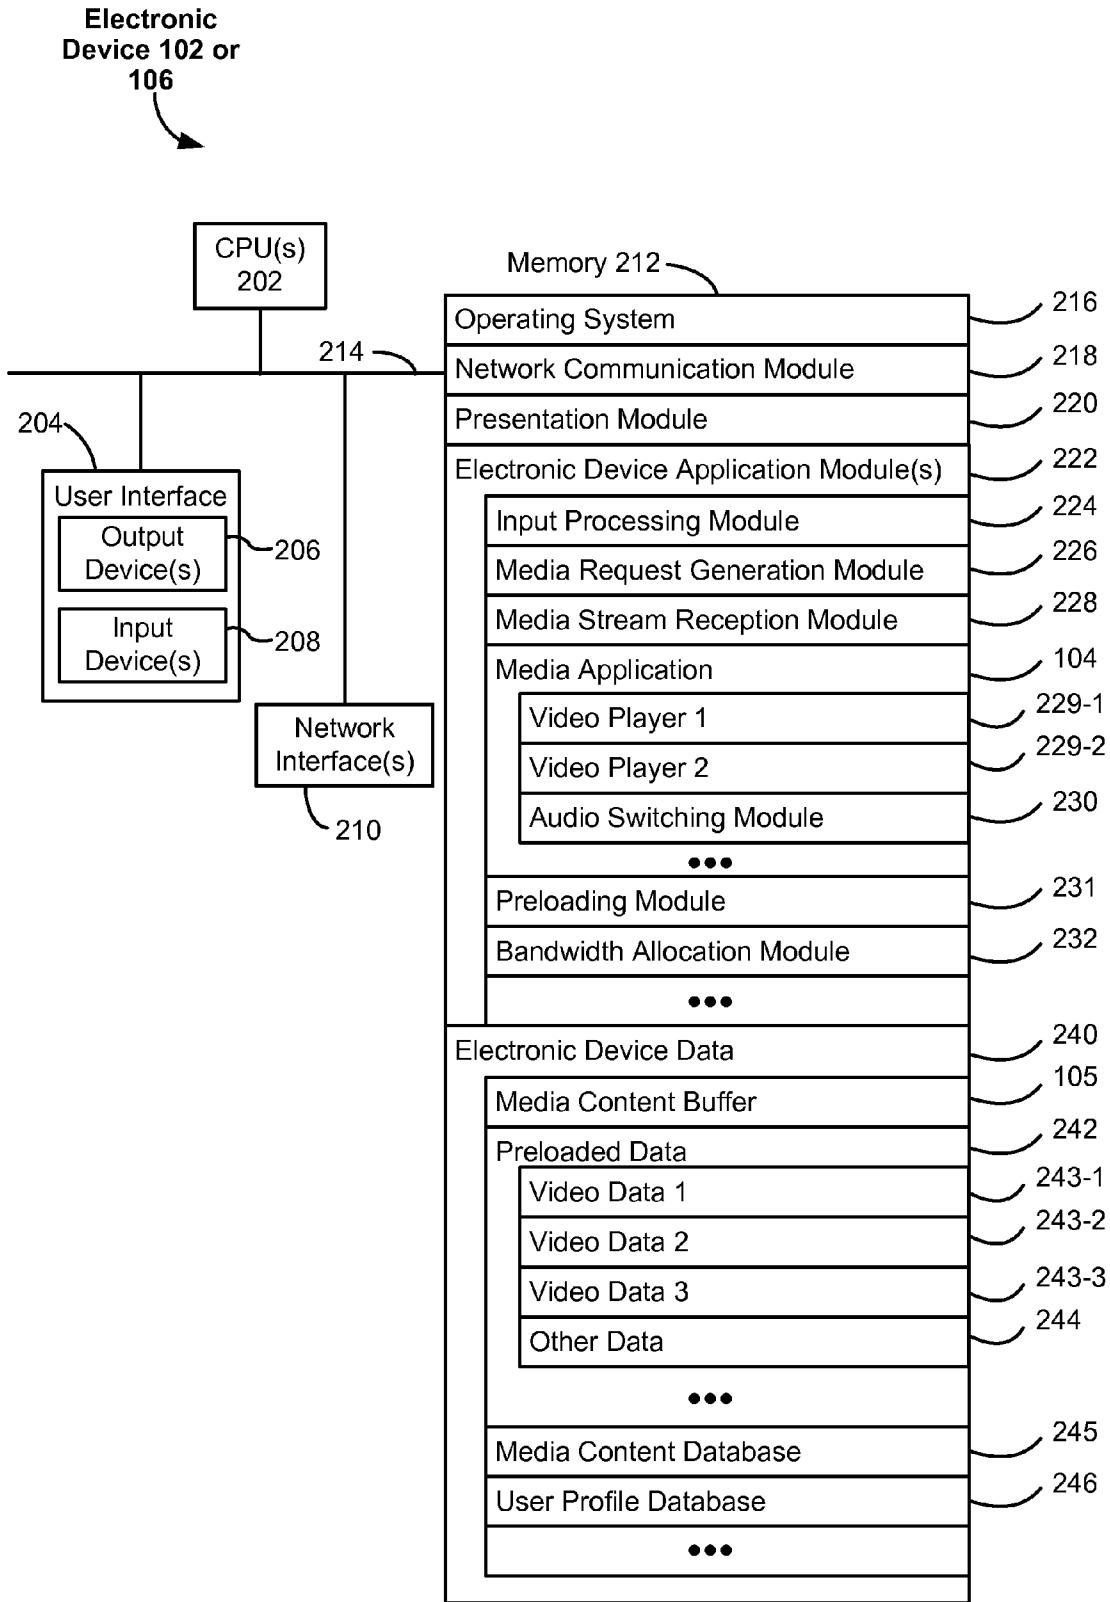 Electronic
Device 102 or
106
CPU(s)
202
Memory 212
214
204
User Interface
Output
Device(s)
206
Input
Device(s)
208
Network
Interface(s)
210
Operating System
216
Network Communication Module
218
Presentation Module
220
Electronic Device Application Module(s)
222
Input Processing Module
224
Media Request Generation Module
226
Media Stream Reception Module
228
Media Application
104
Video Player 1
229-1
Video Player 2
229-2
Audio Switching Module
230
Preloading Module
231
Bandwidth Allocation Module
232
Electronic Device Data
240
Media Content Buffer
105
Preloaded Data
242
Video Data 1
243-1
Video Data 2
243-2
Video Data 3
243-3
Other Data
244
Media Content Database
245
User Profile Database
246